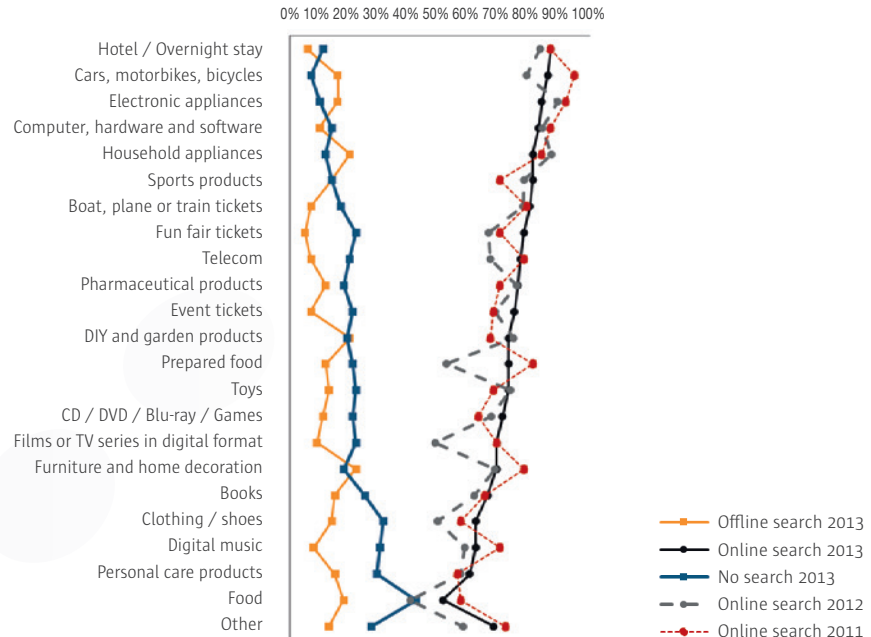 0% 10% 20% 30% 40% 50% 60% 70% 80% 90% 100%
Hotel / Overnight stay
Cars, motorbikes, bicycles
Electronic appliances
Computer, hardware and software
Household appliances
Sports products
Boat, plane or train tickets
Fun fair tickets
Telecom
Pharmaceutical products
Event tickets
DIY and garden products
Prepared food
Toys
CD / DVD / Blu-ray / Games
Films or TV series in digital format
Furniture and home decoration
Books
Clothing / shoes
Digital music
Personal care products
Food
Other
Offline search 2013
Online search 2013
No search 2013
Online search 2012
Online search 2011